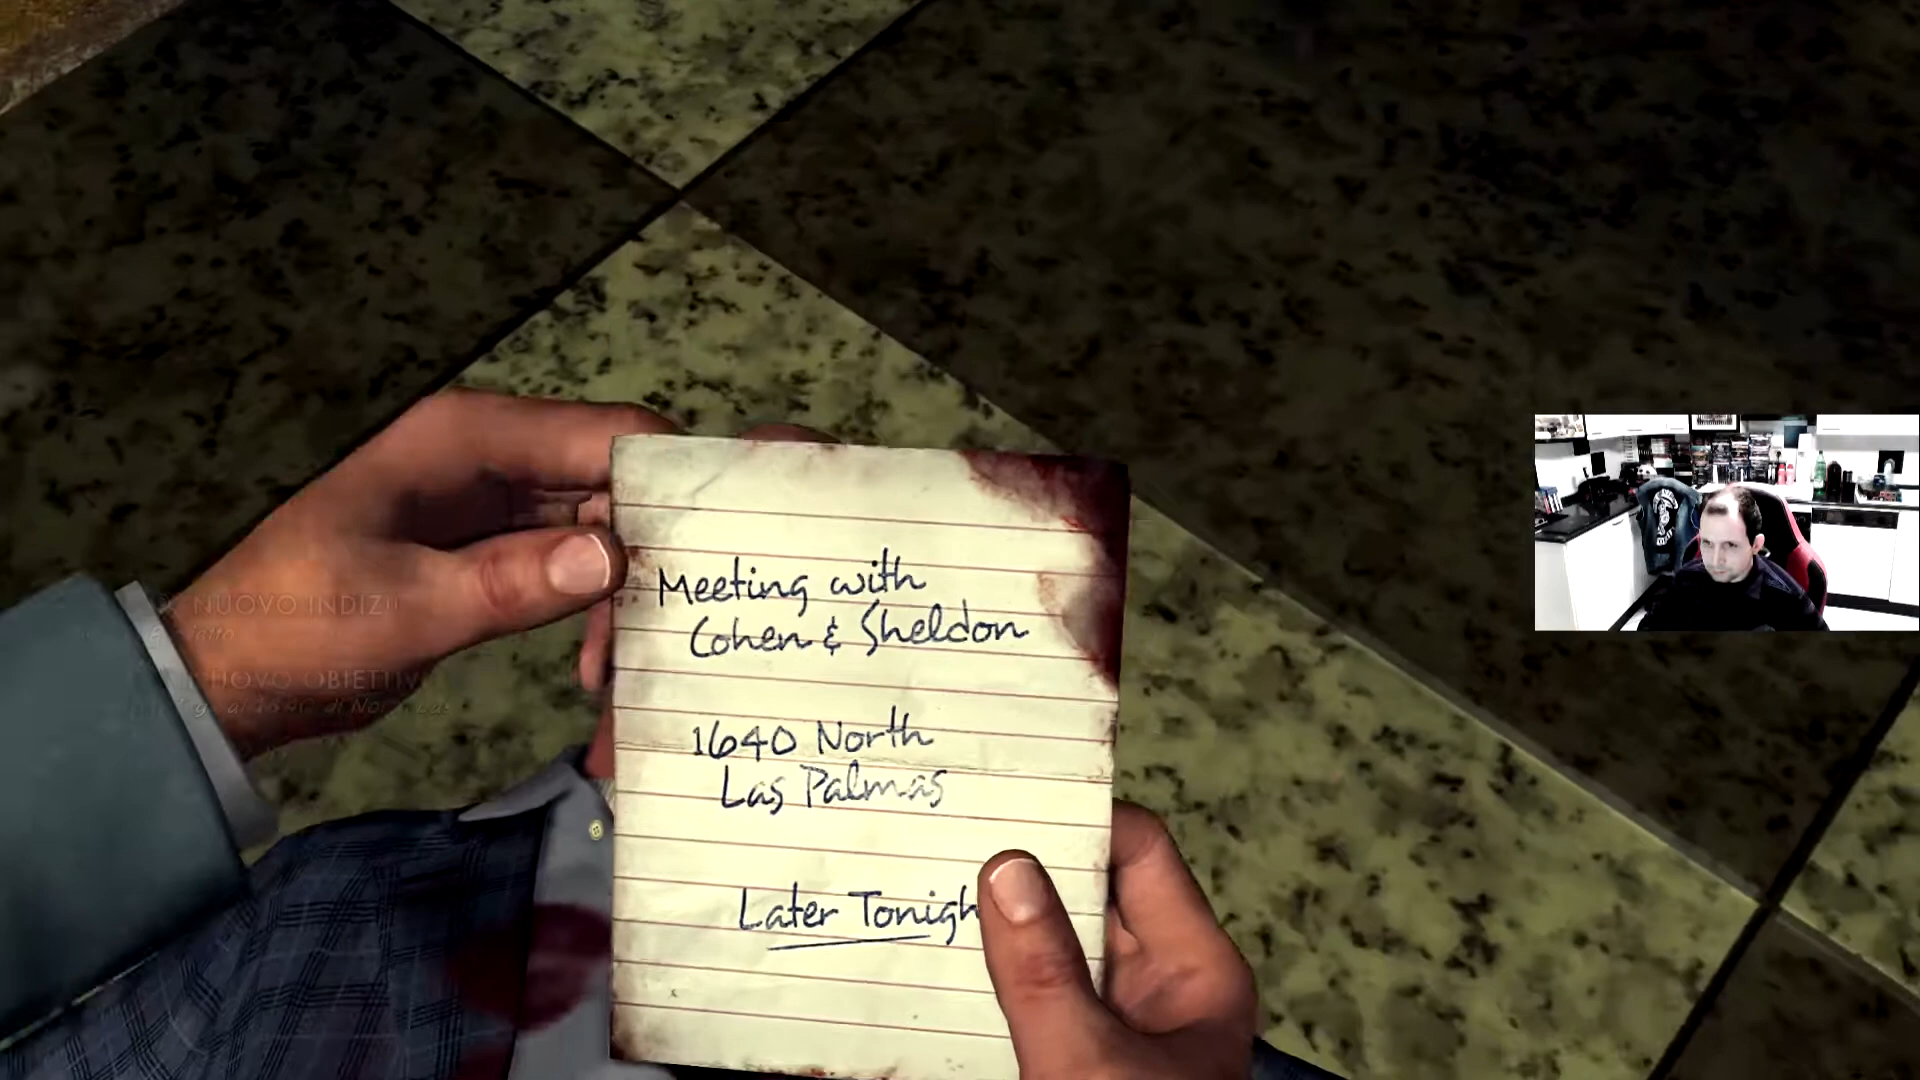 Meeting with
Cohen & Sheldon
1640 North
Las Palmas
Later Tonigh
NUOVO INDIZIO
NUOVO OBIETTIVO